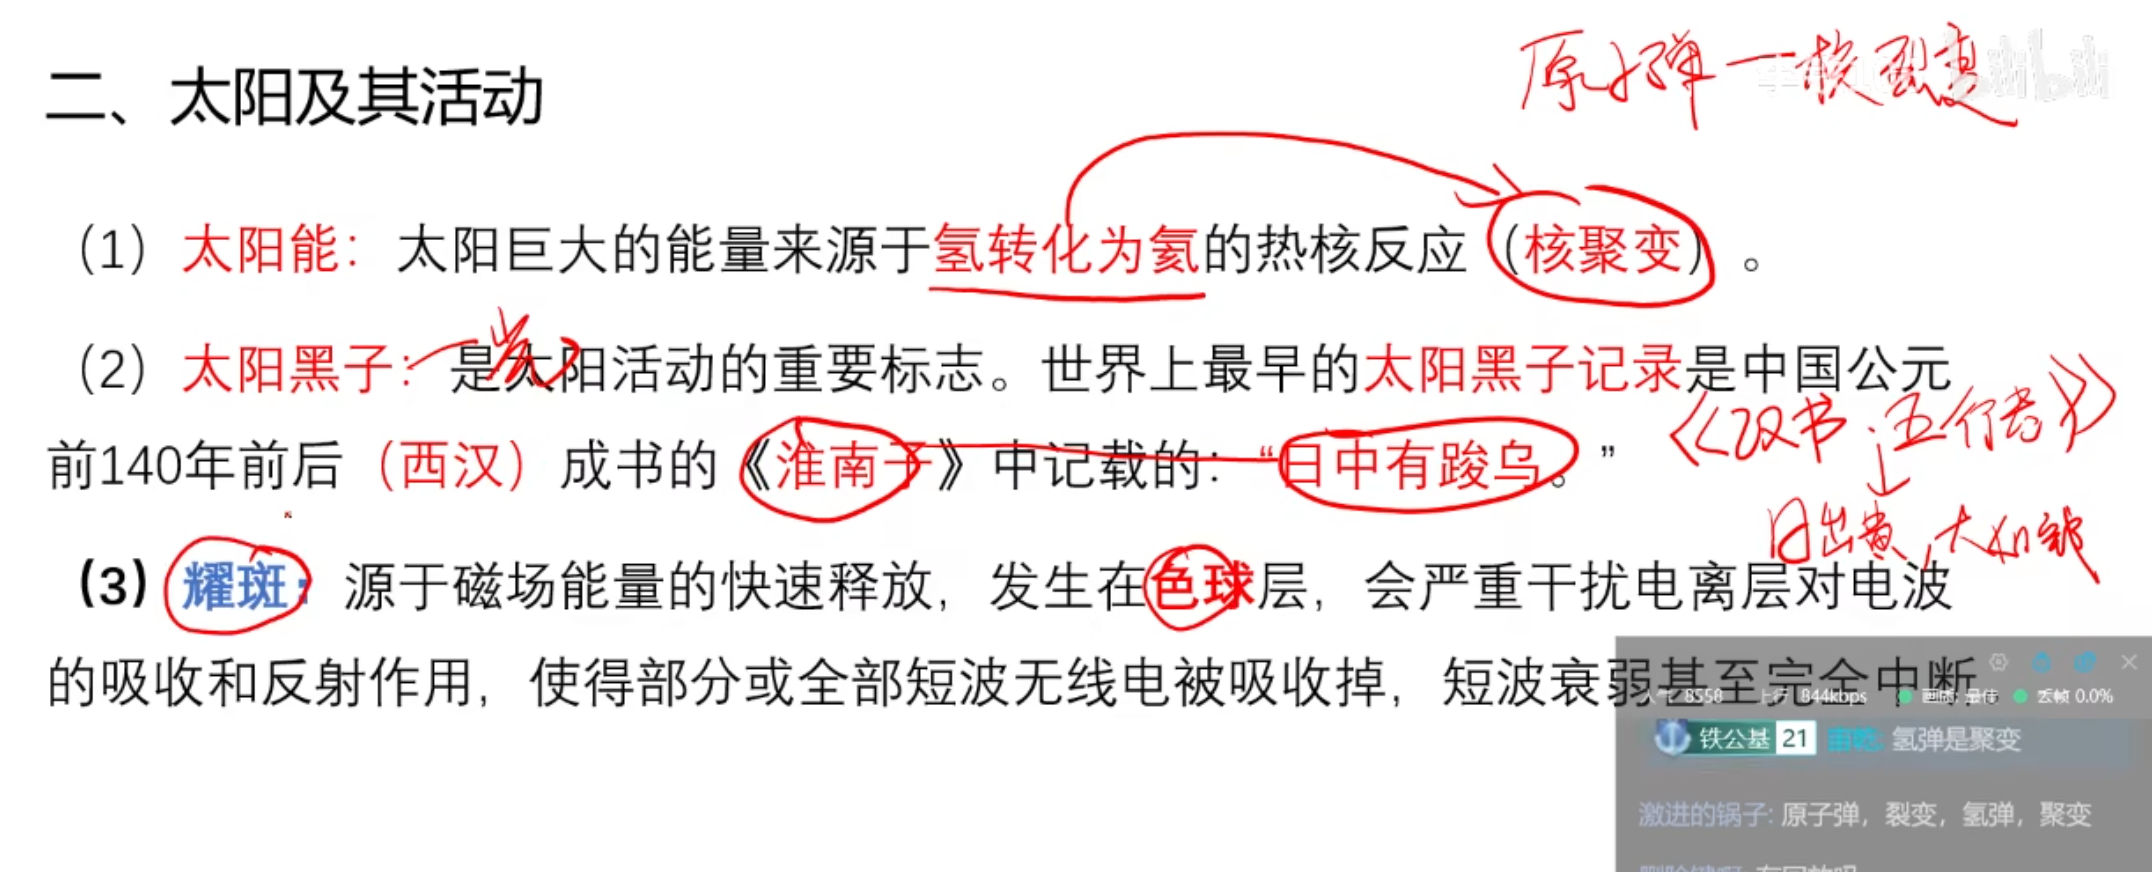 原子弹—核裂变
二、太阳及其活动
（1）太阳能：太阳巨大的能量来源于氢转化为氦的热核反应（核聚变）。
（2）太阳黑子：是太阳活动的重要标志。世界上最早的太阳黑子记录是中国公元
前140年前后（西汉）成书的《淮南子》中记载的：“日中有踆乌。”
《汉书·五行志》
日出黄，大如
（3）耀斑：源于磁场能量的快速释放，发生在色球层，会严重干扰电离层对电波
的吸收和反射作用，使得部分或全部短波无线电被吸收掉，短波衰弱甚至完全中断。
人气 8558 上行 844kbps 画质: 最佳 丢帧 0.0%
铁公基 21 氢弹是聚变
激进的锅子: 原子弹，裂变，氢弹，聚变